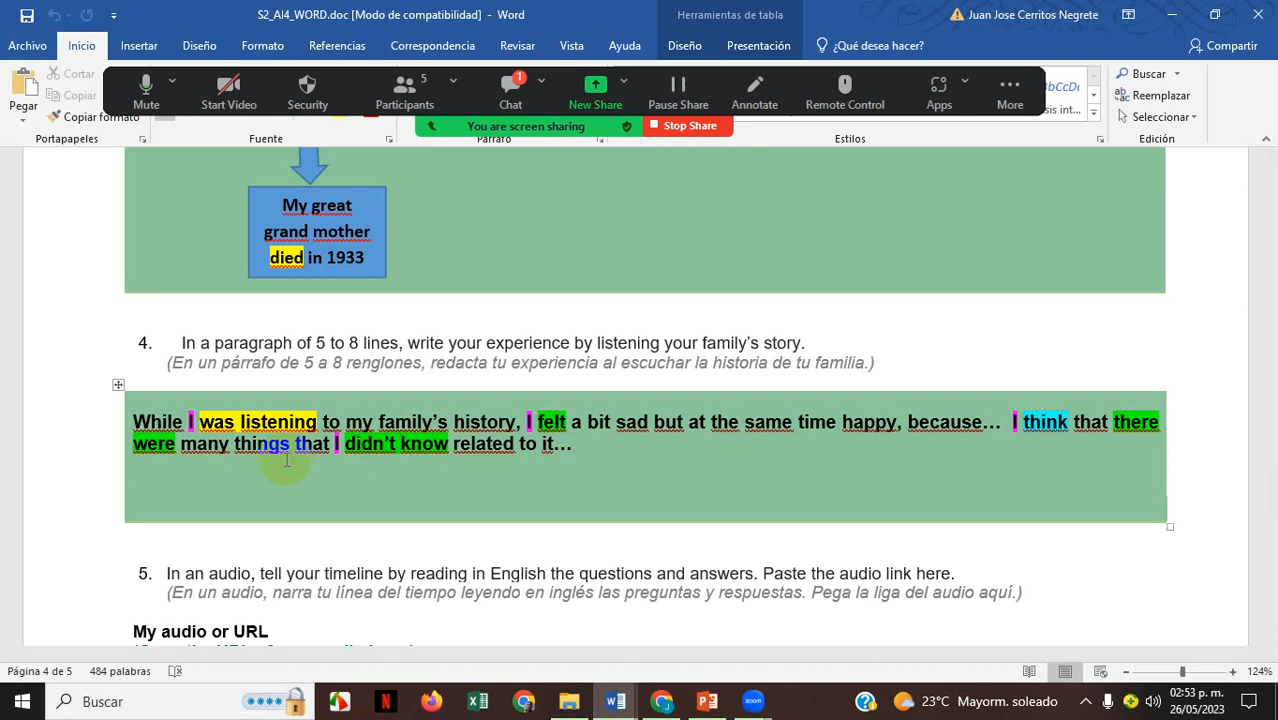 S2_AI4_WORD.doc [Modo de compatibilidad] - Word
Herramientas de tabla
Juan Jose Cerritos Negrete
Archivo Inicio Insertar Diseño Formato Referencias Correspondencia Revisar Vista Ayuda Diseño Presentación ¿Qué desea hacer? Compartir
Pegar
Cortar
Copiar
Copiar formato
Mute
Start Video
Security
Participants 5
Chat 1
New Share
Pause Share
Annotate
Remote Control
Apps
More
You are screen sharing
Stop Share
Buscar
Reemplazar
Seleccionar
Portapapeles Fuente Párrafo Estilos Edición
My great
grand mother
died in 1933
4. In a paragraph of 5 to 8 lines, write your experience by listening your family’s story.
(En un párrafo de 5 a 8 renglones, redacta tu experiencia al escuchar la historia de tu familia.)
While I was listening to my family’s history, I felt a bit sad but at the same time happy, because… I think that there
were many things that I didn’t know related to it…
5. In an audio, tell your timeline by reading in English the questions and answers. Paste the audio link here.
(En un audio, narra tu línea del tiempo leyendo en inglés las preguntas y respuestas. Pega la liga del audio aquí.)
My audio or URL
Página 4 de 5 484 palabras
124%
Buscar
23°C Mayorm. soleado
02:53 p. m.
26/05/2023